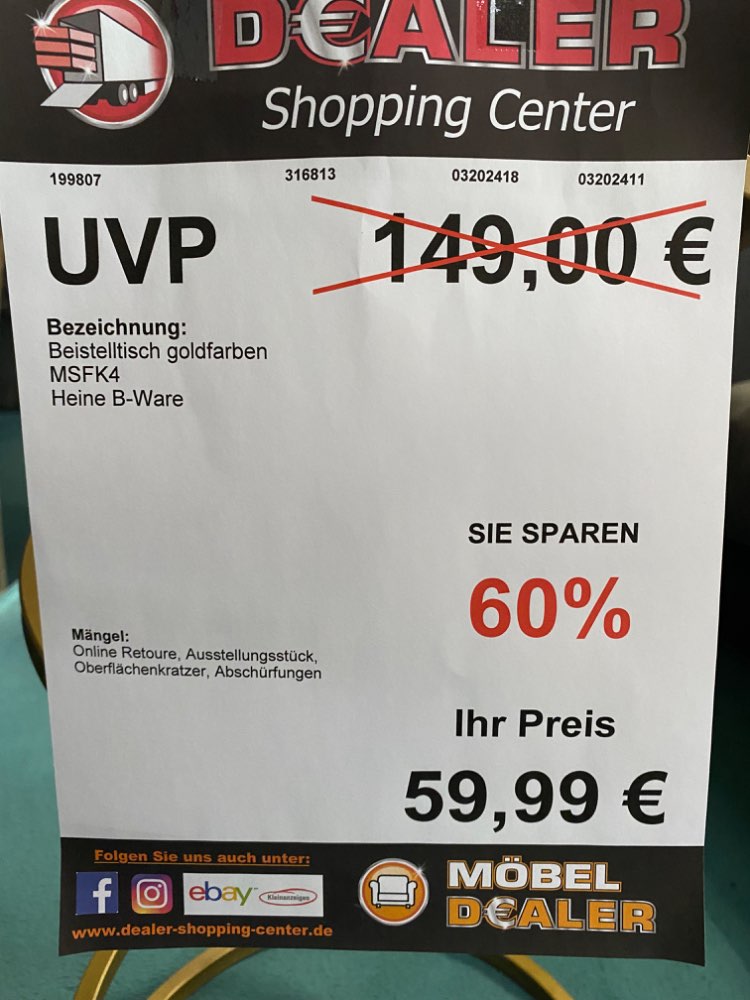 D€ALER
Shopping Center
199807 316813 03202418 03202411
UVP 149,00 €
Bezeichnung:
Beistelltisch goldfarben
MSFK4
Heine B-Ware
SIE SPAREN
60%
Mängel:
Online Retoure, Ausstellungsstück,
Oberflächenkratzer, Abschürfungen
Ihr Preis
59,99 €
Folgen Sie uns auch unter:
f ebay Kleinanzeigen
www.dealer-shopping-center.de
MÖBEL
D€ALER